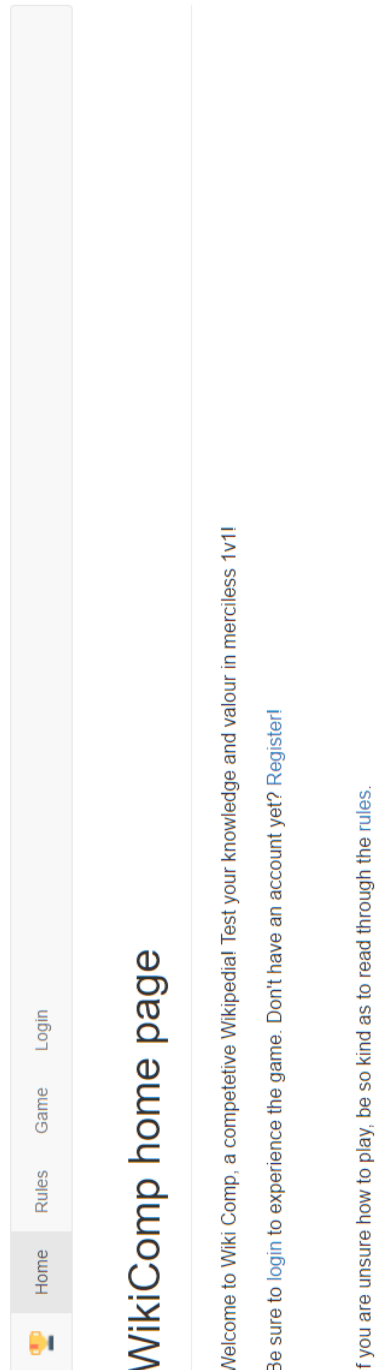 Home Rules Game Login
WikiComp home page
Welcome to Wiki Comp, a competetive Wikipedia! Test your knowledge and valour in merciless 1v1!
Be sure to login to experience the game. Don't have an account yet? Register!
If you are unsure how to play, be so kind as to read through the rules.